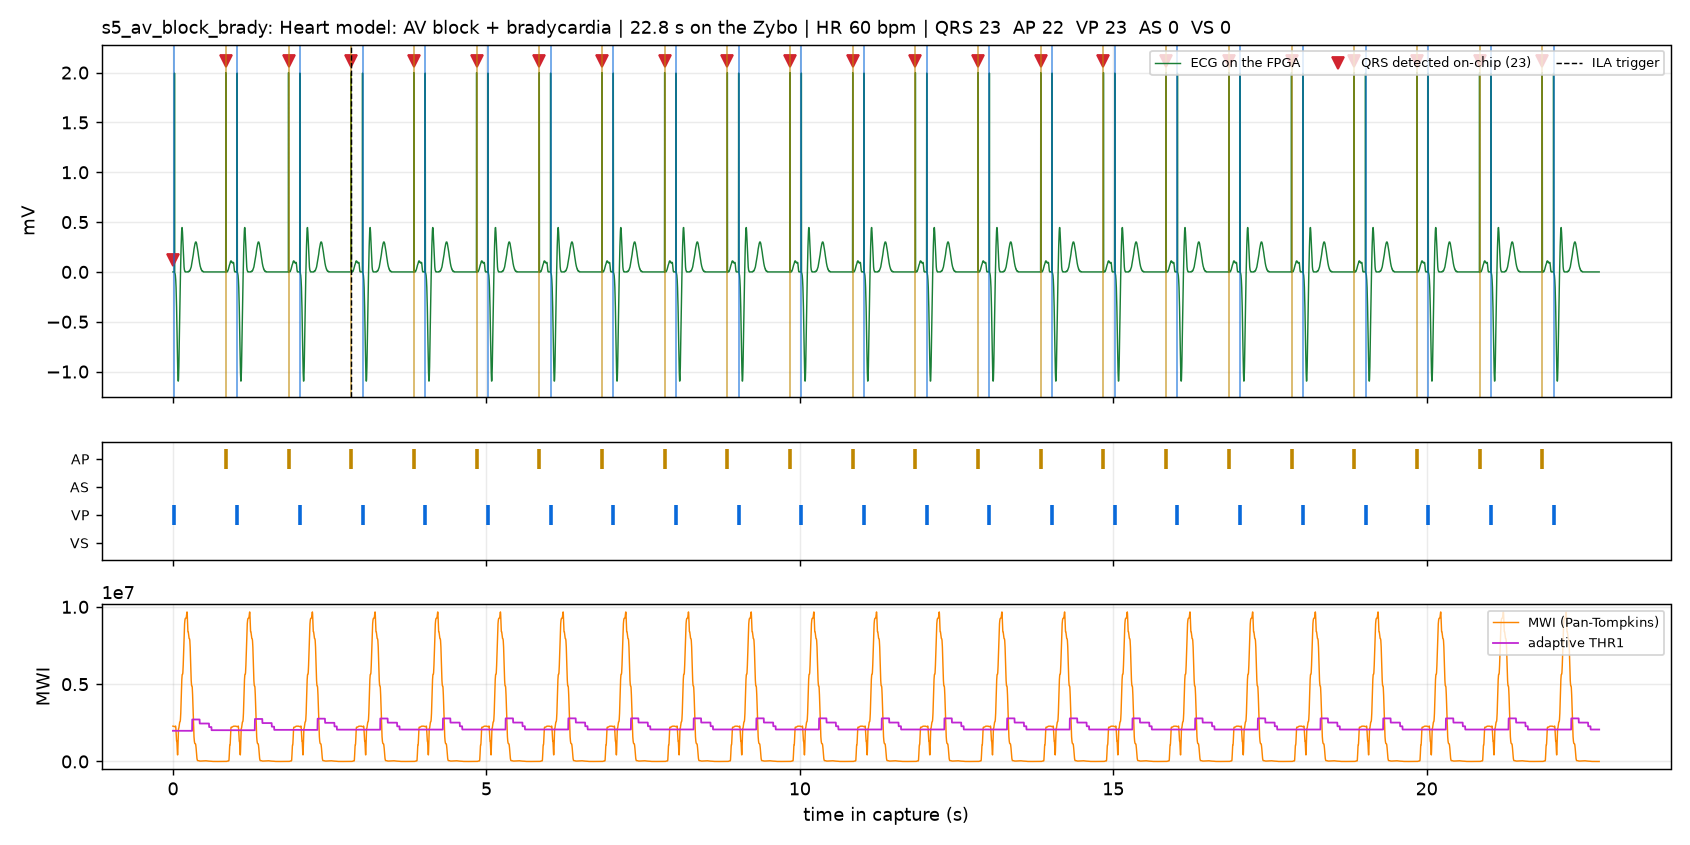 s5_av_block_brady: Heart model: AV block + bradycardia | 22.8 s on the Zybo | HR 60 bpm | QRS 23  AP 22  VP 23  AS 0  VS 0
ECG on the FPGA
QRS detected on-chip (23)
ILA trigger
mV
2.0
1.5
1.0
0.5
0.0
−0.5
−1.0
AP
AS
VP
VS
1e7
MWI (Pan-Tompkins)
adaptive THR1
MWI
1.0
0.5
0.0
0
5
10
15
20
time in capture (s)